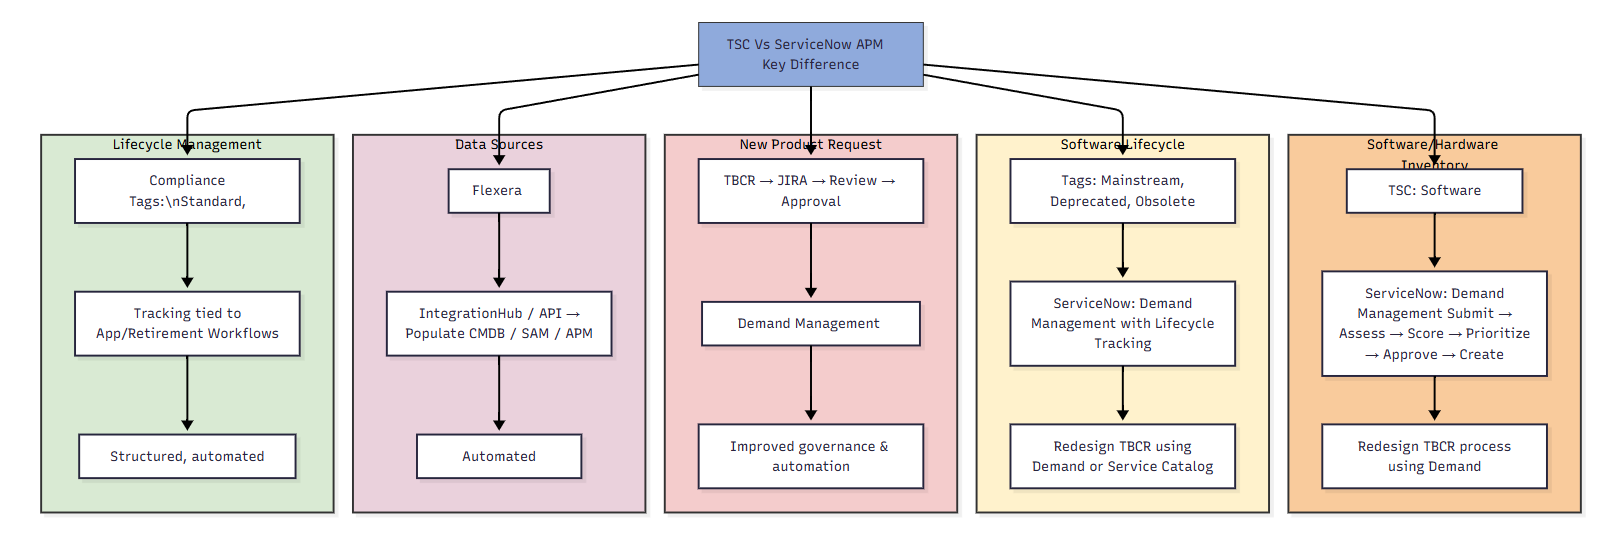 TSC Vs ServiceNow APM
Key Difference
Lifecycle Management
Compliance
Tags:\nStandard,
Tracking tied to
App/Retirement Workflows
Structured, automated
Data Sources
Flexera
IntegrationHub / API →
Populate CMDB / SAM / APM
Automated
New Product Request
TBCR → JIRA → Review →
Approval
Demand Management
Improved governance &
automation
Software Lifecycle
Tags: Mainstream,
Deprecated, Obsolete
ServiceNow: Demand
Management with Lifecycle
Tracking
Redesign TBCR using
Demand or Service Catalog
Software/Hardware
Inventory
TSC: Software
ServiceNow: Demand
Management Submit →
Assess → Score → Prioritize
→ Approve → Create
Redesign TBCR process
using Demand